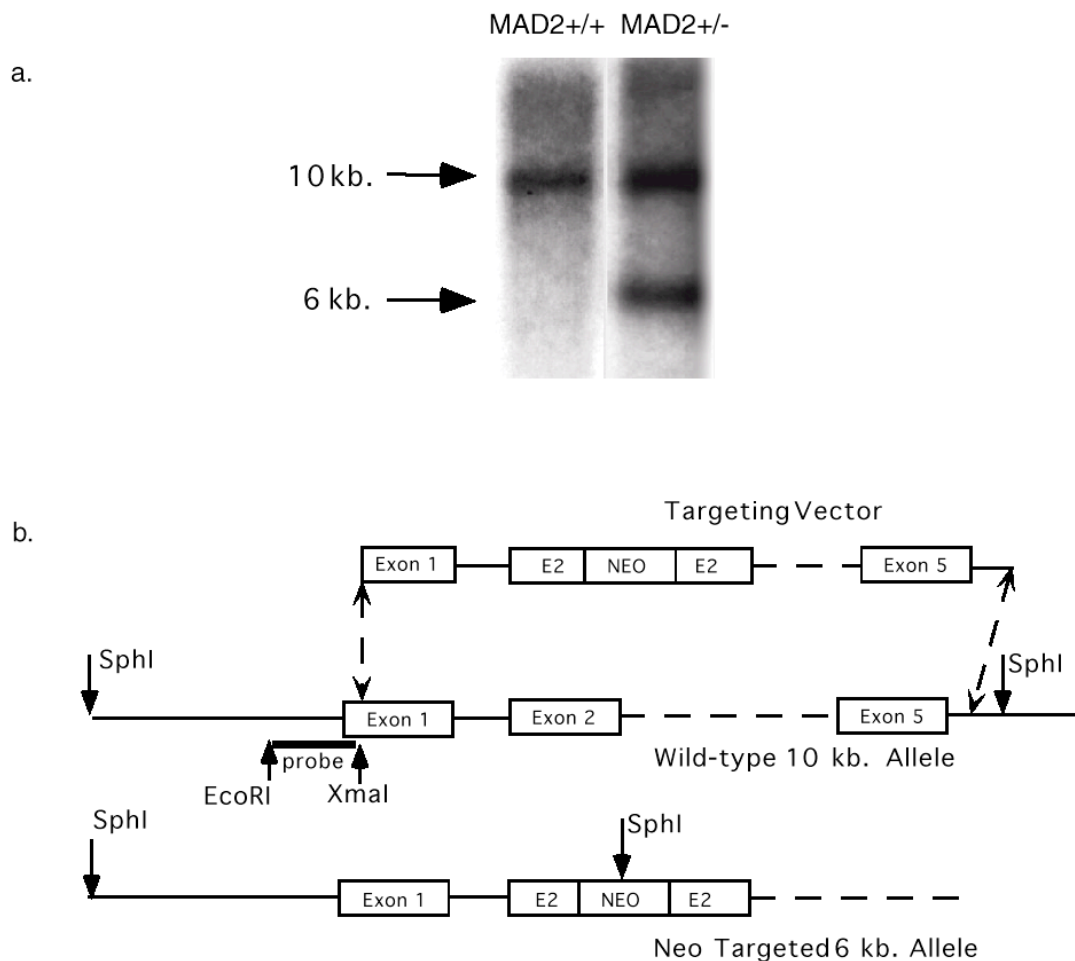 MAD2+/+ MAD2+/-
a.
10 kb.
6 kb.
b.
Targeting Vector
Exon 1 E2 NEO E2 Exon 5
SphI SphI
Exon 1 Exon 2 Exon 5
probe
Wild-type 10 kb. Allele
EcoRI XmaI
SphI SphI
Exon 1 E2 NEO E2
Neo Targeted 6 kb. Allele